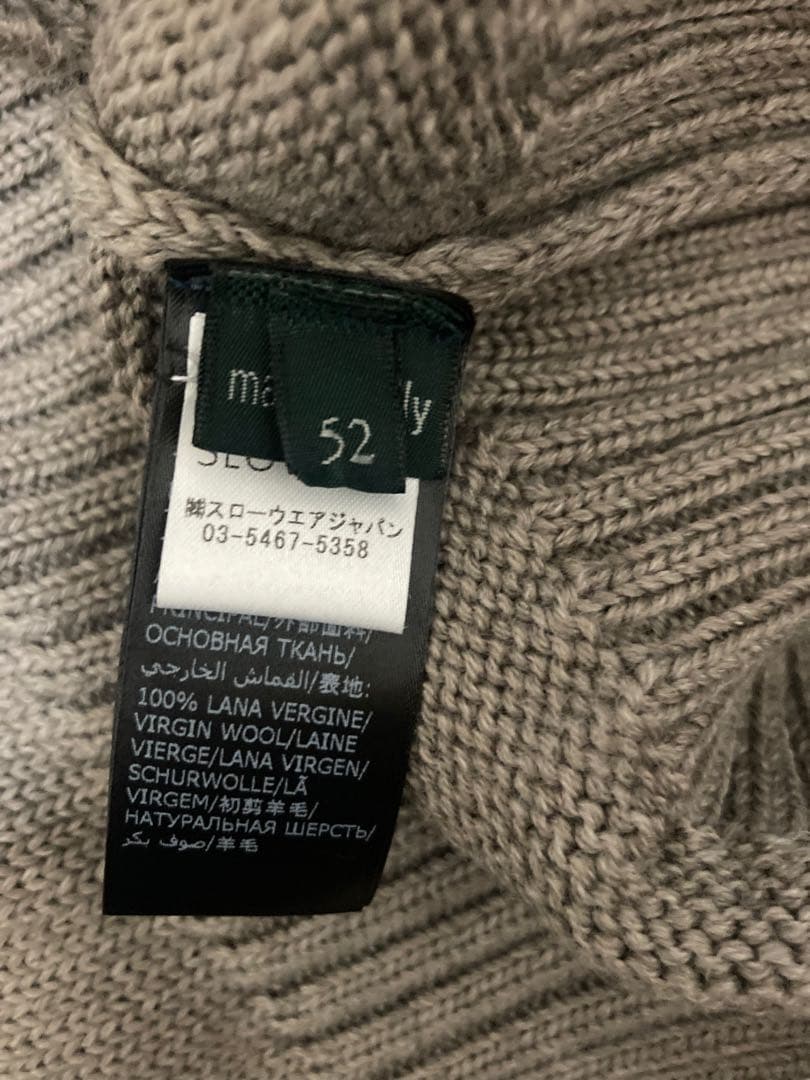 52
㈱スローウエアジャパン
03-5467-5358
PRINCIPAL/外部面料/
ОСНОВНАЯ ТКАНЬ/
القماش الخارجي/表地:
100% LANA VERGINE/
VIRGIN WOOL/LAINE
VIERGE/LANA VIRGEN/
SCHURWOLLE/LÃ
VIRGEM/初剪羊毛/
НАТУРАЛЬНАЯ ШЕРСТЬ/
صوف بكر/羊毛